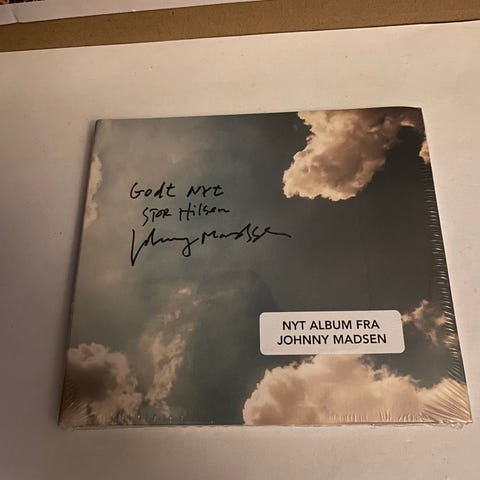 Godt NYt
STOR Hilsen
Johnny Madsen
NYT ALBUM FRA
JOHNNY MADSEN